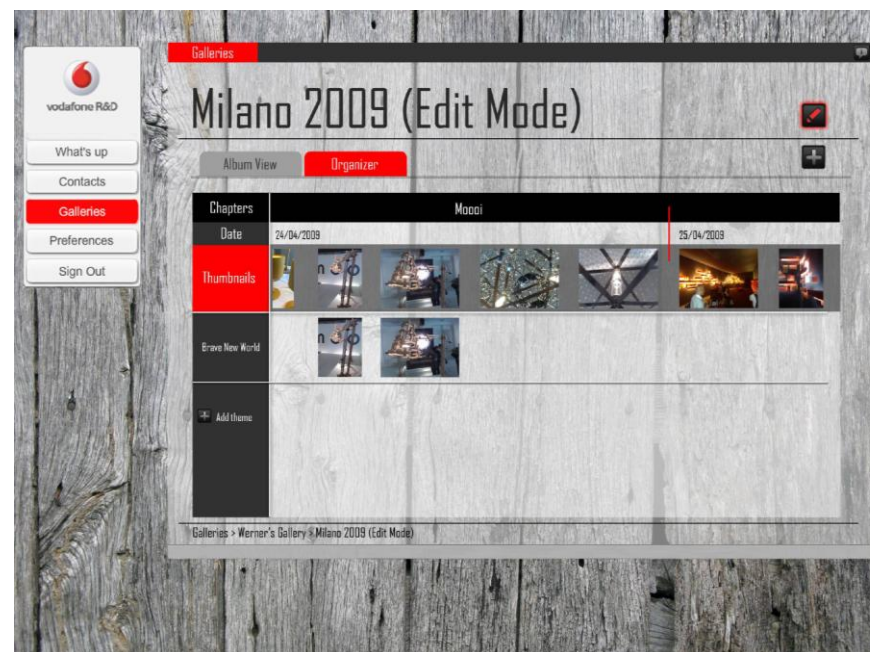 Galleries
vodafone R&D
Milano 2009 (Edit Mode)
What's up
Contacts
Galleries
Preferences
Sign Out
Album View
Organizer
Chapters
Moooi
Date
24/04/2009
25/04/2009
Thumbnails
Brave New World
Add theme
Galleries > Werner's Gallery > Milano 2009 (Edit Mode)